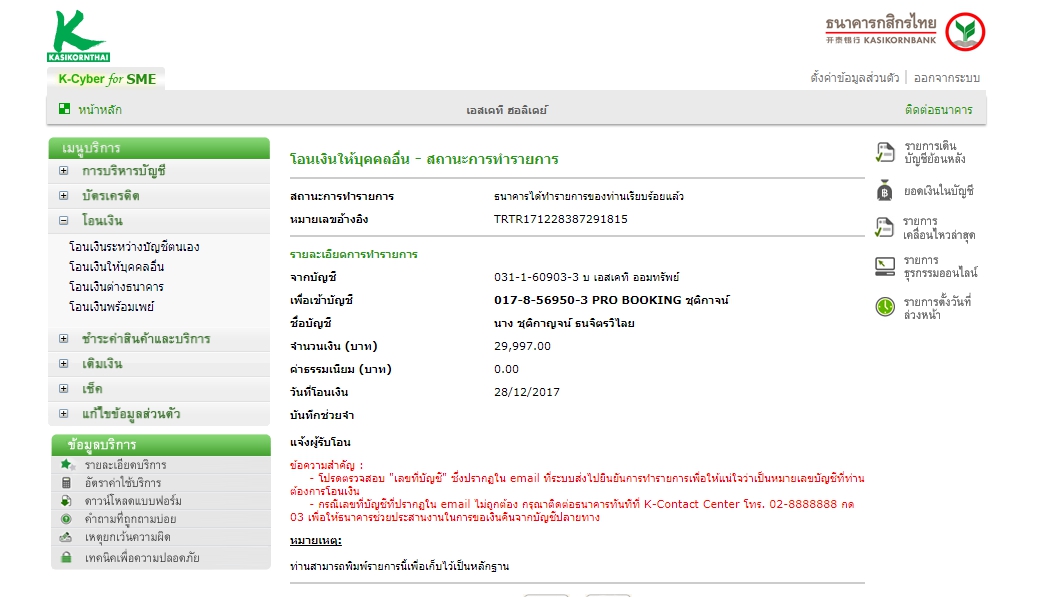 KASIKORNTHAI
ธนาคารกสิกรไทย
开泰银行 KASIKORNBANK
K-Cyber for SME
ตั้งค่าข้อมูลส่วนตัว | ออกจากระบบ
หน้าหลัก
เอสเคที ฮอลิเดย์
ติดต่อธนาคาร
เมนูบริการ
การบริหารบัญชี
บัตรเครดิต
โอนเงิน
โอนเงินระหว่างบัญชีตนเอง
โอนเงินให้บุคคลอื่น
โอนเงินต่างธนาคาร
โอนเงินพร้อมเพย์
ชำระค่าสินค้าและบริการ
เติมเงิน
เช็ค
แก้ไขข้อมูลส่วนตัว
ข้อมูลบริการ
รายละเอียดบริการ
อัตราค่าใช้บริการ
ดาวน์โหลดแบบฟอร์ม
คำถามที่ถูกถามบ่อย
เหตุยกเว้นความผิด
เทคนิคเพื่อความปลอดภัย
โอนเงินให้บุคคลอื่น - สถานะการทำรายการ
สถานะการทำรายการ ธนาคารได้ทำรายการของท่านเรียบร้อยแล้ว
หมายเลขอ้างอิง TRTR171228387291815
รายละเอียดการทำรายการ
จากบัญชี 031-1-60903-3 บ เอสเคที ออมทรัพย์
เพื่อเข้าบัญชี 017-8-56950-3 PRO BOOKING ชุติกาจน์
ชื่อบัญชี นาง ชุติกาญจน์ ธนจิตรวิไลย
จำนวนเงิน (บาท) 29,997.00
ค่าธรรมเนียม (บาท) 0.00
วันที่โอนเงิน 28/12/2017
บันทึกช่วยจำ
แจ้งผู้รับโอน
ข้อความสำคัญ :
- โปรดตรวจสอบ "เลขที่บัญชี" ซึ่งปรากฏใน email ที่ระบบส่งไปยืนยันการทำรายการเพื่อให้แน่ใจว่าเป็นหมายเลขบัญชีที่ท่าน
ต้องการโอนเงิน
- กรณีเลขที่บัญชีที่ปรากฏใน email ไม่ถูกต้อง กรุณาติดต่อธนาคารทันทีที่ K-Contact Center โทร. 02-8888888 กด
03 เพื่อให้ธนาคารช่วยประสานงานในการขอเงินคืนจากบัญชีปลายทาง
หมายเหตุ:
ท่านสามารถพิมพ์รายการนี้เพื่อเก็บไว้เป็นหลักฐาน
รายการเดิน
บัญชีย้อนหลัง
ยอดเงินในบัญชี
รายการ
เคลื่อนไหวล่าสุด
รายการ
ธุรกรรมออนไลน์
รายการตั้งวันที่
ล่วงหน้า